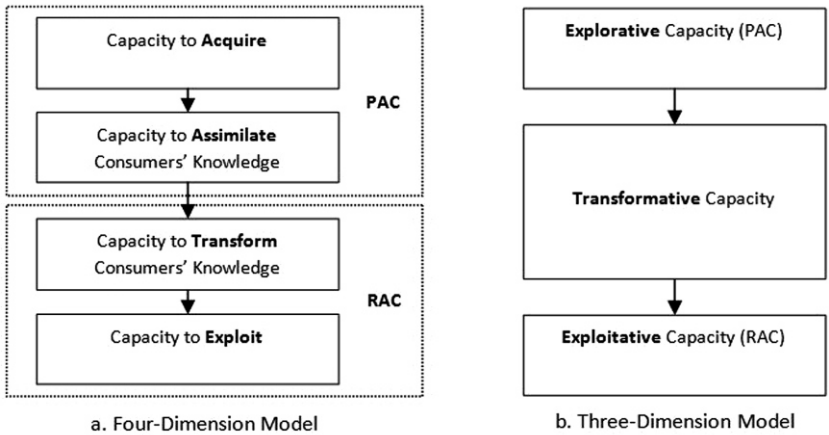 Capacity to Acquire
Capacity to Assimilate
Consumers’ Knowledge
PAC
Capacity to Transform
Consumers’ Knowledge
Capacity to Exploit
RAC
a. Four-Dimension Model
Explorative Capacity (PAC)
Transformative Capacity
Exploitative Capacity (RAC)
b. Three-Dimension Model